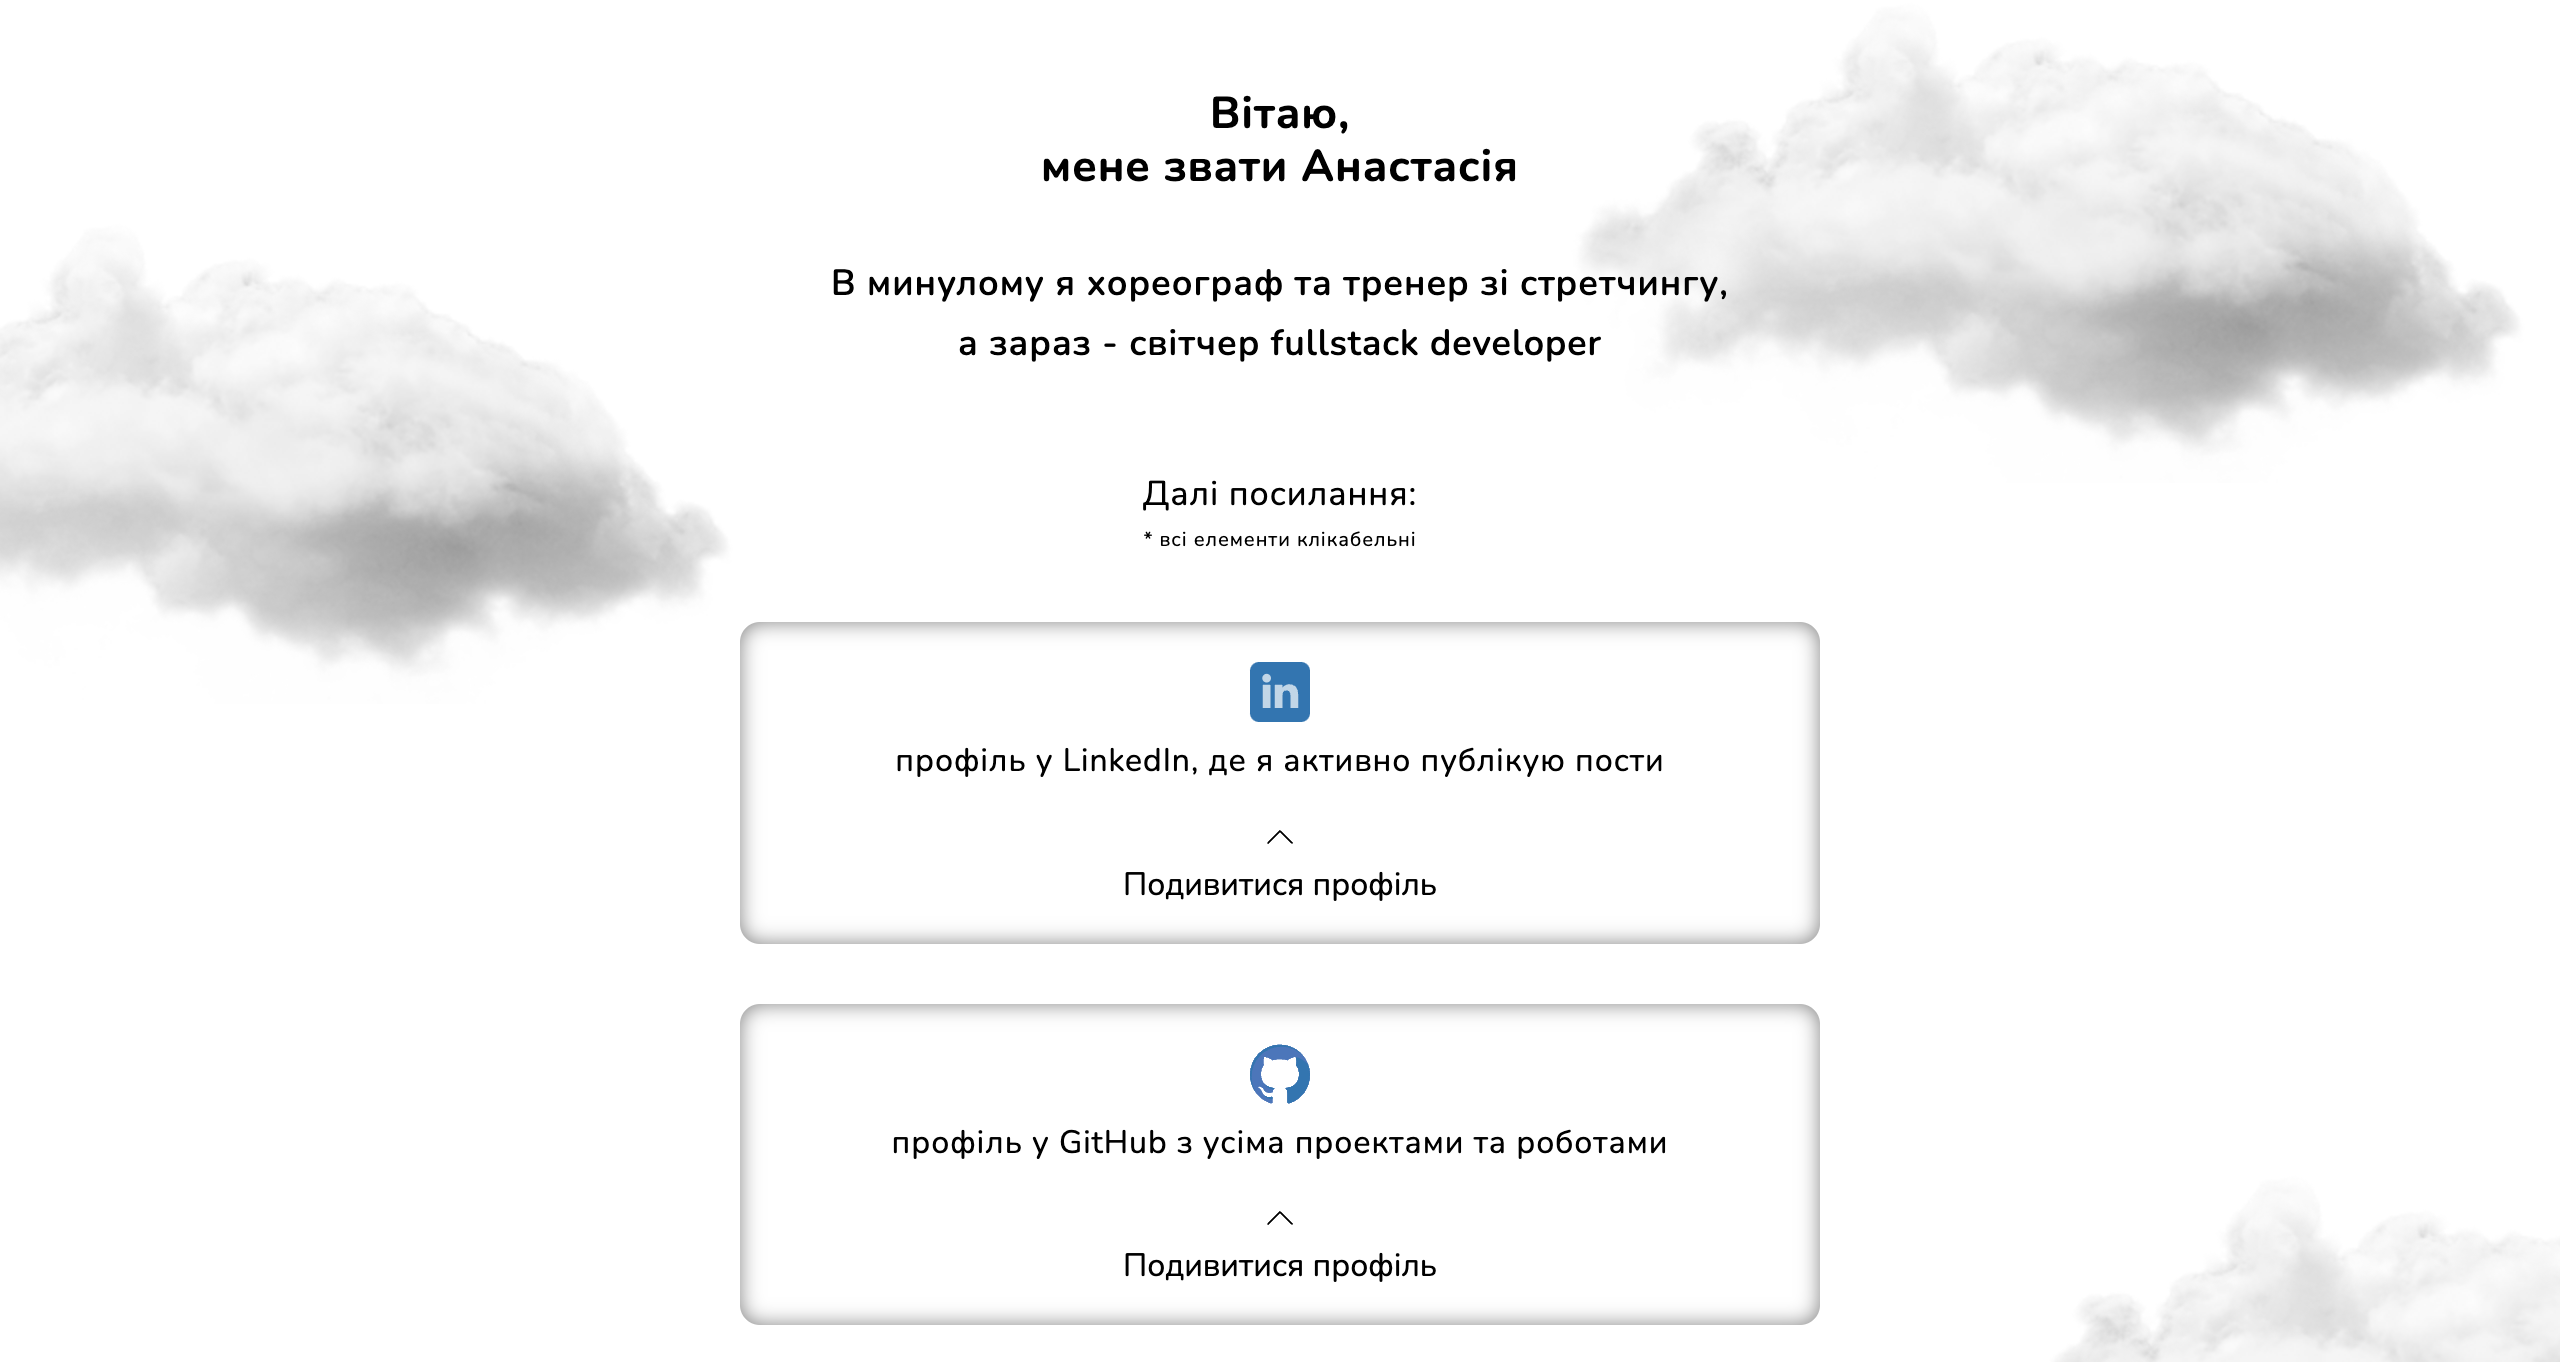 Вітаю,
мене звати Анастасія
В минулому я хореограф та тренер зі стретчингу,
а зараз - світчер fullstack developer
Далі посилання:
* всі елементи клікабельні
in
профіль у LinkedIn, де я активно публікую пости
Подивитися профіль
профіль у GitHub з усіма проектами та роботами
Подивитися профіль